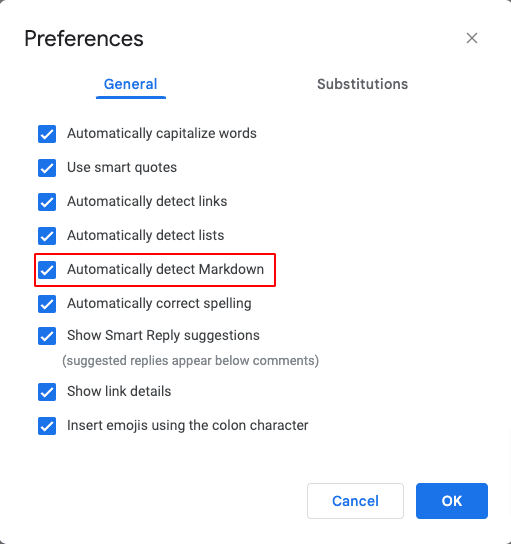 Preferences
General
Substitutions
Automatically capitalize words
Use smart quotes
Automatically detect links
Automatically detect lists
Automatically detect Markdown
Automatically correct spelling
Show Smart Reply suggestions
(suggested replies appear below comments)
Show link details
Insert emojis using the colon character
Cancel
OK